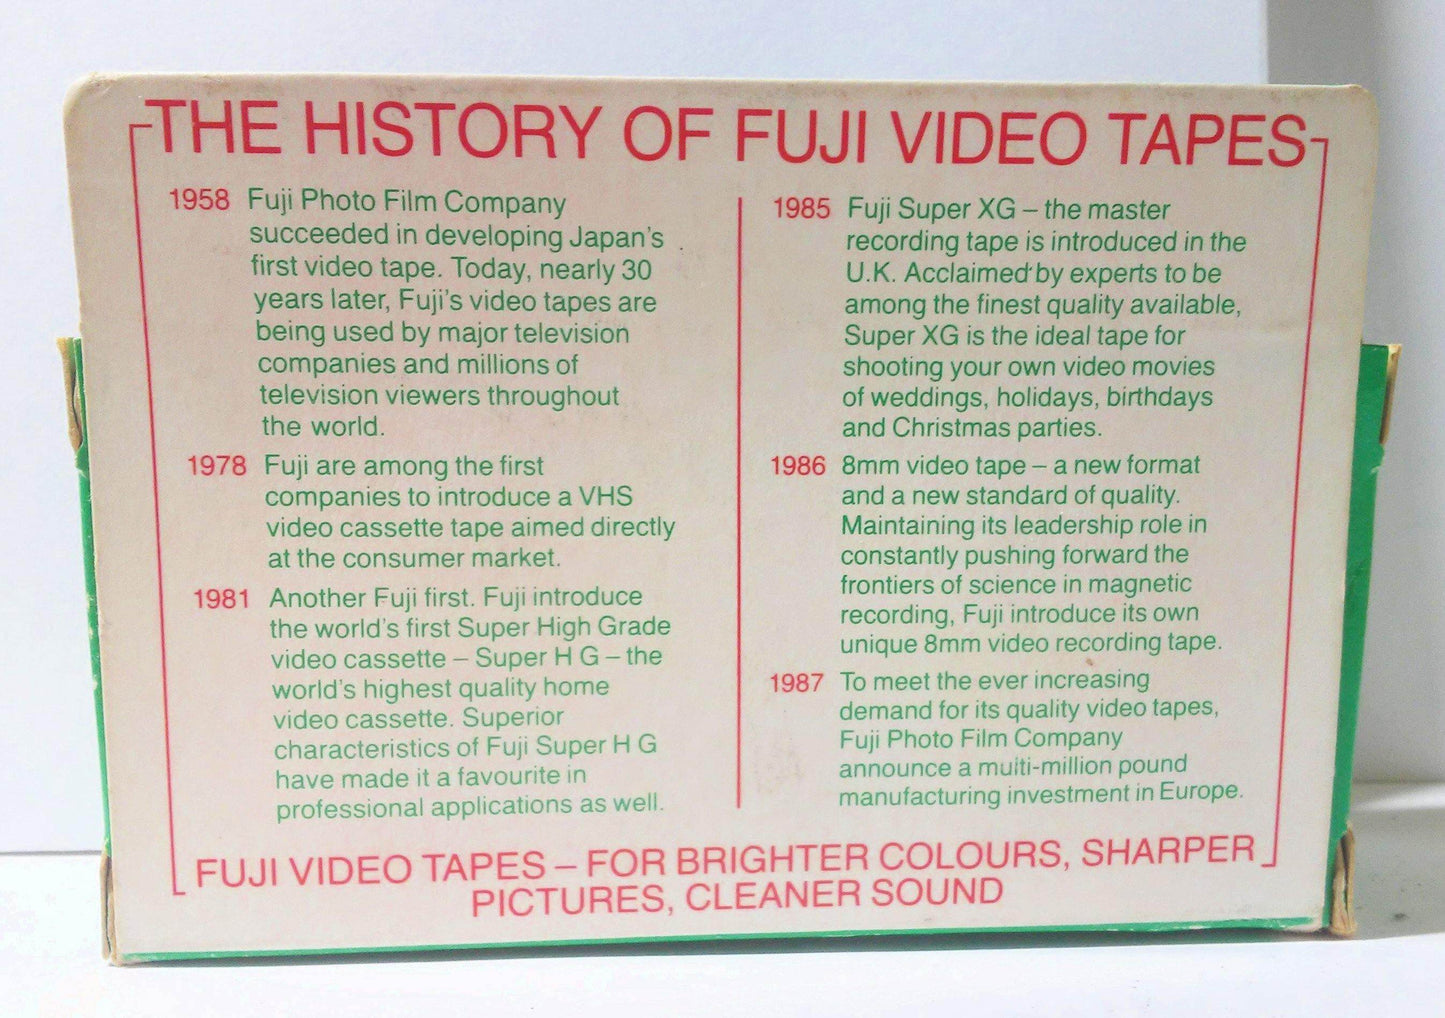 THE HISTORY OF FUJI VIDEO TAPES
1958 Fuji Photo Film Company
succeeded in developing Japan's
first video tape. Today, nearly 30
years later, Fuji's video tapes are
being used by major television
companies and millions of
television viewers throughout
the world.
1978 Fuji are among the first
companies to introduce a VHS
video cassette tape aimed directly
at the consumer market.
1981 Another Fuji first. Fuji introduce
the world's first Super High Grade
video cassette – Super H G – the
world's highest quality home
video cassette. Superior
characteristics of Fuji Super H G
have made it a favourite in
professional applications as well.
1985 Fuji Super XG – the master
recording tape is introduced in the
U.K. Acclaimed by experts to be
among the finest quality available,
Super XG is the ideal tape for
shooting your own video movies
of weddings, holidays, birthdays
and Christmas parties.
1986 8mm video tape – a new format
and a new standard of quality.
Maintaining its leadership role in
constantly pushing forward the
frontiers of science in magnetic
recording, Fuji introduce its own
unique 8mm video recording tape.
1987 To meet the ever increasing
demand for its quality video tapes,
Fuji Photo Film Company
announce a multi-million pound
manufacturing investment in Europe.
FUJI VIDEO TAPES – FOR BRIGHTER COLOURS, SHARPER
PICTURES, CLEANER SOUND